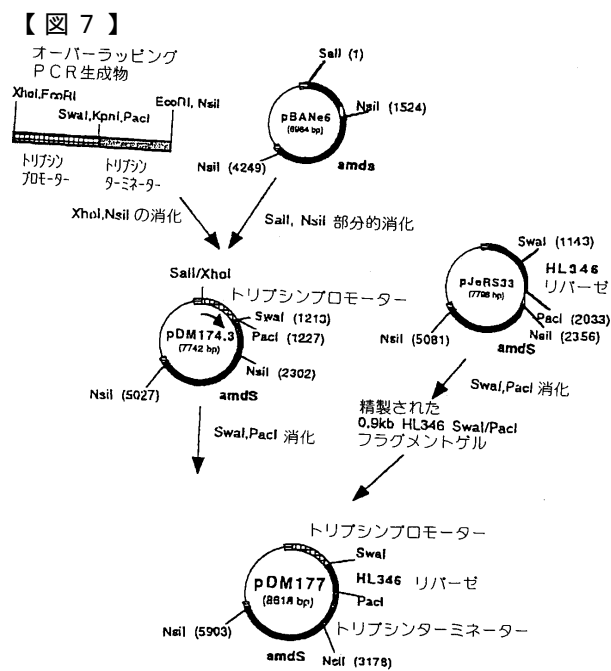 【図7】
オーバーラッピング
PCR生成物
XhoI,EcoRI
EcoRI, NsiI
SwaI,KpnI,PacI
トリプシン
プロモーター
トリプシン
ターミネーター
XhoI,NsiI の消化
SalI (1)
NsiI (1524)
pBANe6
(6964 bp)
amdS
NsiI (4249)
SalI, NsiI 部分的消化
SalI/XhoI
トリプシンプロモーター
SwaI (1213)
PacI (1227)
pDM174.3
(7742 bp)
NsiI (2302)
NsiI (5027)
amdS
SwaI,PacI 消化
SwaI (1143)
HL346
リパーゼ
pJeRS33
(7798 bp)
PacI (2033)
NsiI (2356)
NsiI (5081)
amdS
SwaI,PacI 消化
精製された
0.9kb HL346 SwaI/PacI
フラグメントゲル
トリプシンプロモーター
SwaI
pDM177
(8618 bp)
HL346 リパーゼ
PacI
トリプシンターミネーター
NsiI (5903)
amdS
NsiI (3178)